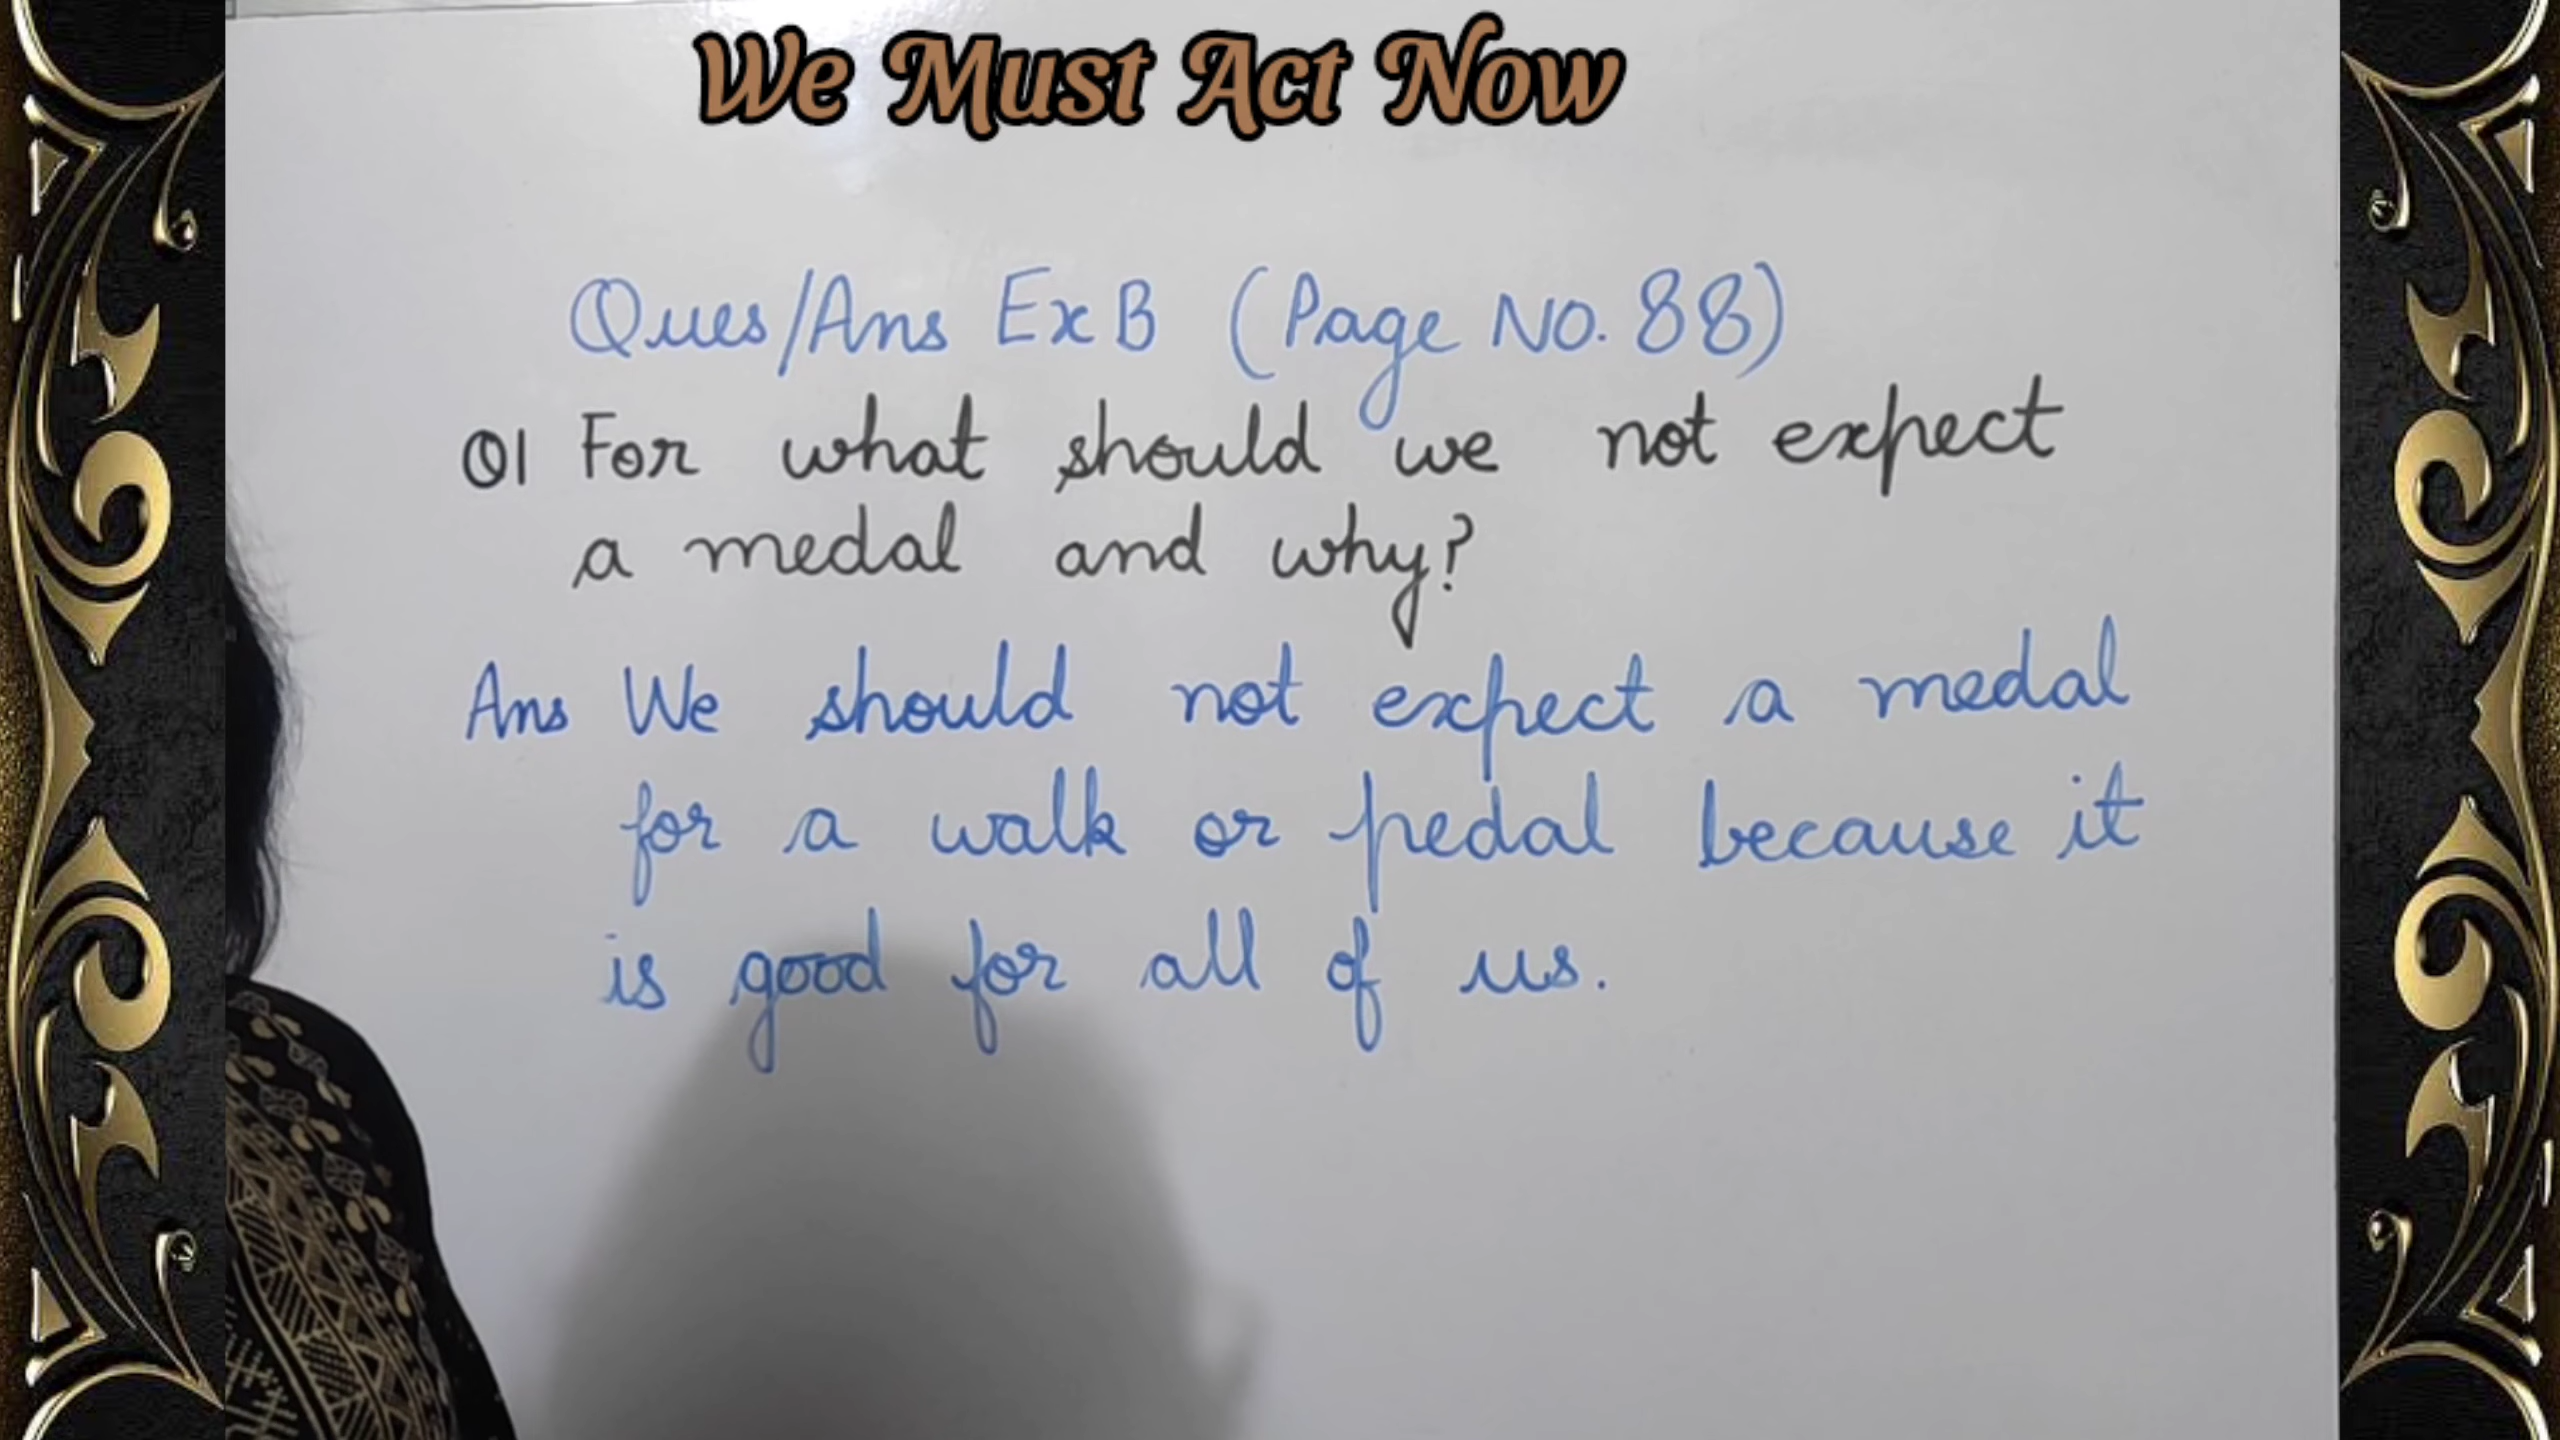 We Must Act Now
Ques/Ans Ex B (Page No. 88)
Q1 For what should we not expect
a medal and why?
Ans We should not expect a medal
for a walk or pedal because it
is good for all of us.